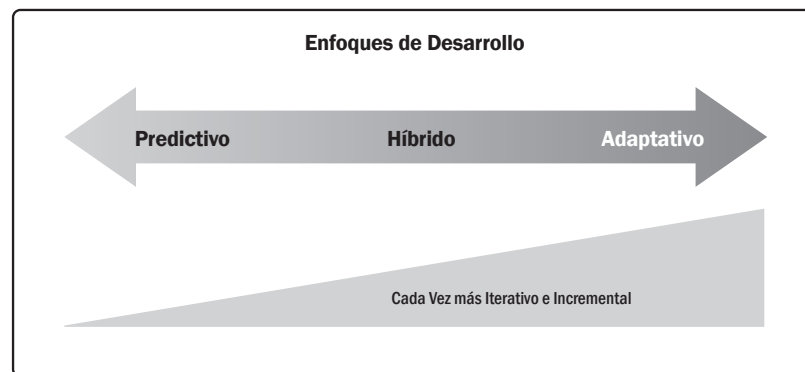 Enfoques de Desarrollo
Predictivo
Híbrido
Adaptativo
Cada Vez más Iterativo e Incremental